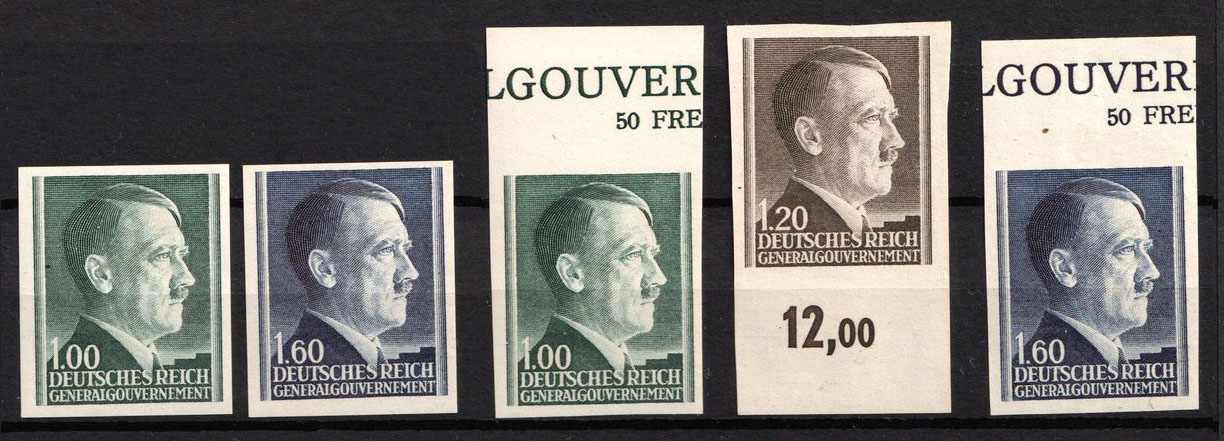 1.00
DEUTSCHES REICH
GENERALGOUVERNEMENT
1.60
DEUTSCHES REICH
GENERALGOUVERNEMENT
LGOUVER
50 FRE
1.00
DEUTSCHES REICH
GENERALGOUVERNEMENT
1.20
DEUTSCHES REICH
GENERALGOUVERNEMENT
12,00
LGOUVER
50 FRE
1.60
DEUTSCHES REICH
GENERALGOUVERNEMENT